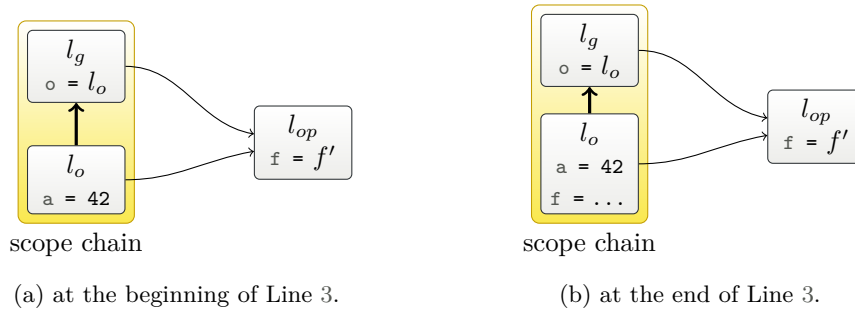 l_g
o = l_o
l_o
a = 42
l_op
f = f′
scope chain
(a) at the beginning of Line 3.
l_g
o = l_o
l_o
a = 42
f = ...
l_op
f = f′
scope chain
(b) at the end of Line 3.